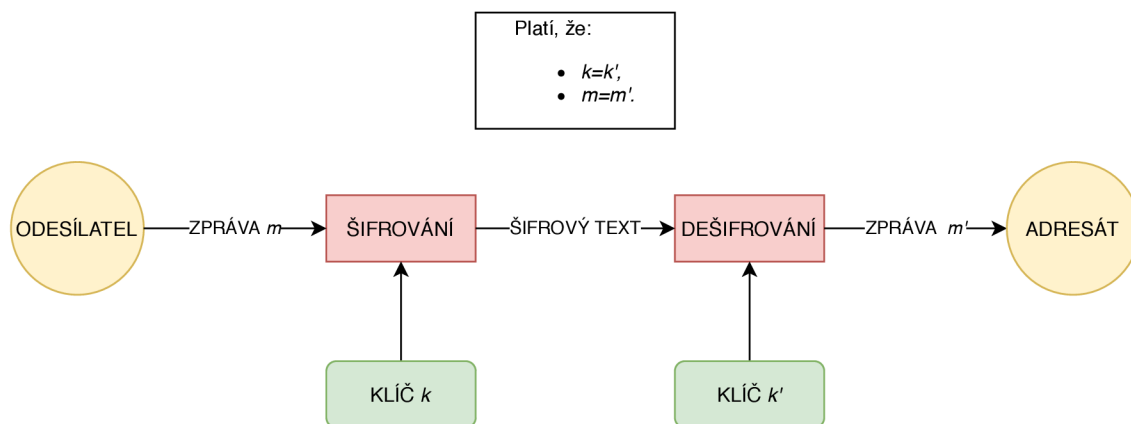 Platí, že:
• k=k',
• m=m'.
ODESÍLATEL
ZPRÁVA m
ŠIFROVÁNÍ
ŠIFROVÝ TEXT
DEŠIFROVÁNÍ
ZPRÁVA m'
ADRESÁT
KLÍČ k
KLÍČ k'